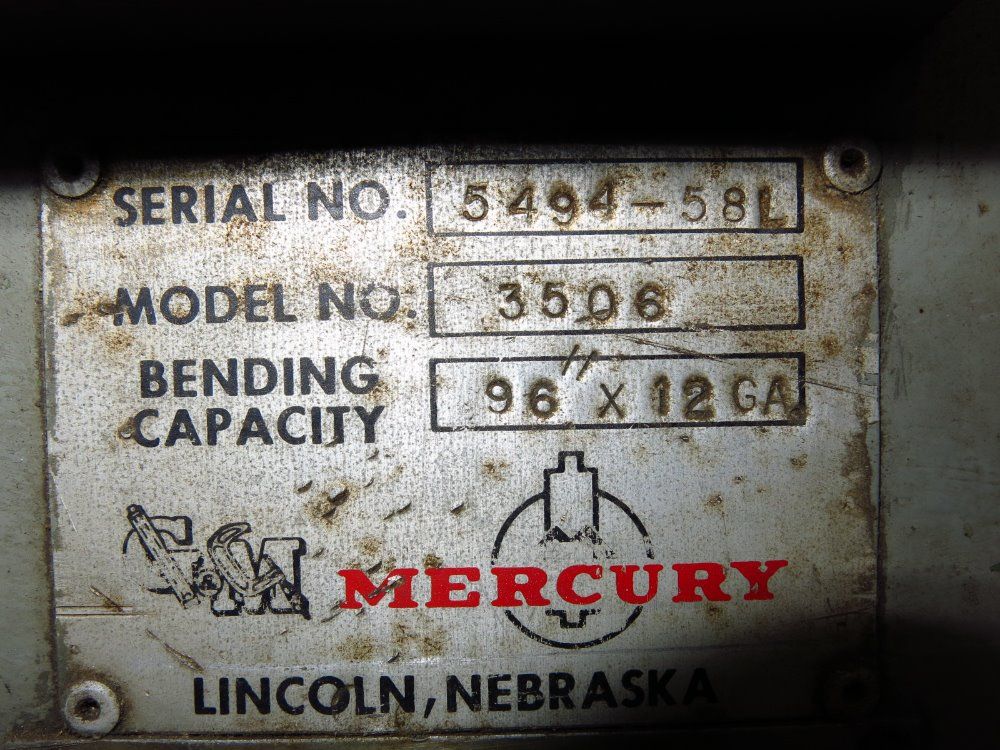 SERIAL NO. 5494-58L
MODEL NO. 3506
BENDING CAPACITY 96" X 12 GA
MERCURY
LINCOLN, NEBRASKA